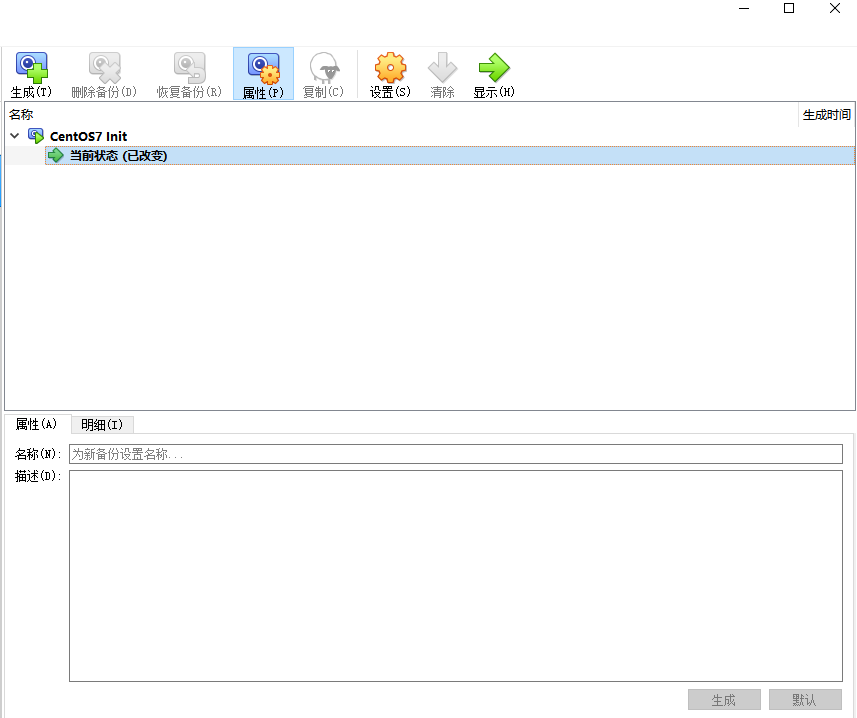 生成(T) 删除备份(D) 恢复备份(R) 属性(P) 复制(C) 设置(S) 清除 显示(H)
名称 生成时间
CentOS7 Init
当前状态 (已改变)
属性(A) 明细(I)
名称(N): 为新备份设置名称...
描述(D):
生成 默认